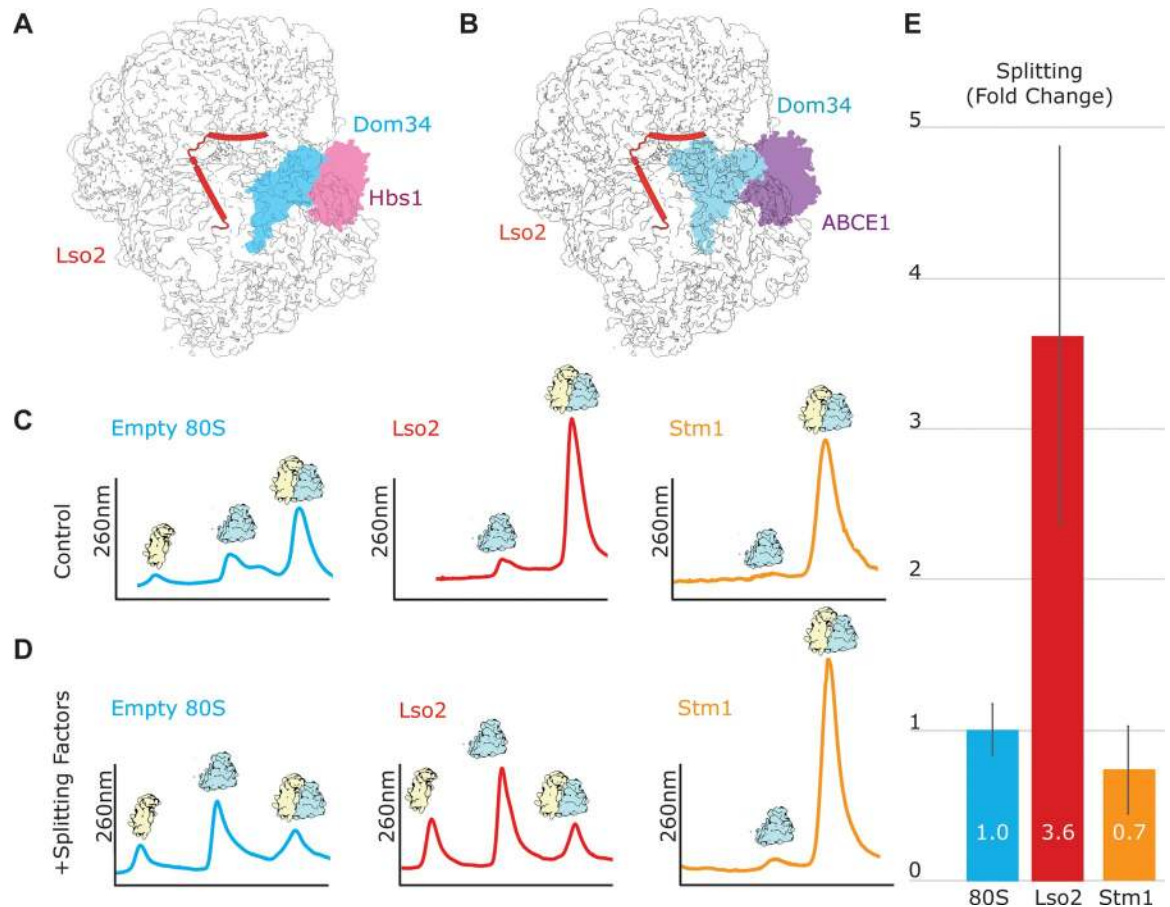 A
Dom34
Hbs1
Lso2
B
Dom34
Lso2
ABCE1
C
Control
Empty 80S
260nm
Lso2
260nm
Stm1
260nm
D
+Splitting Factors
Empty 80S
260nm
Lso2
260nm
Stm1
260nm
E
Splitting
(Fold Change)
5
4
3
2
1
0
1.0
3.6
0.7
80S
Lso2
Stm1